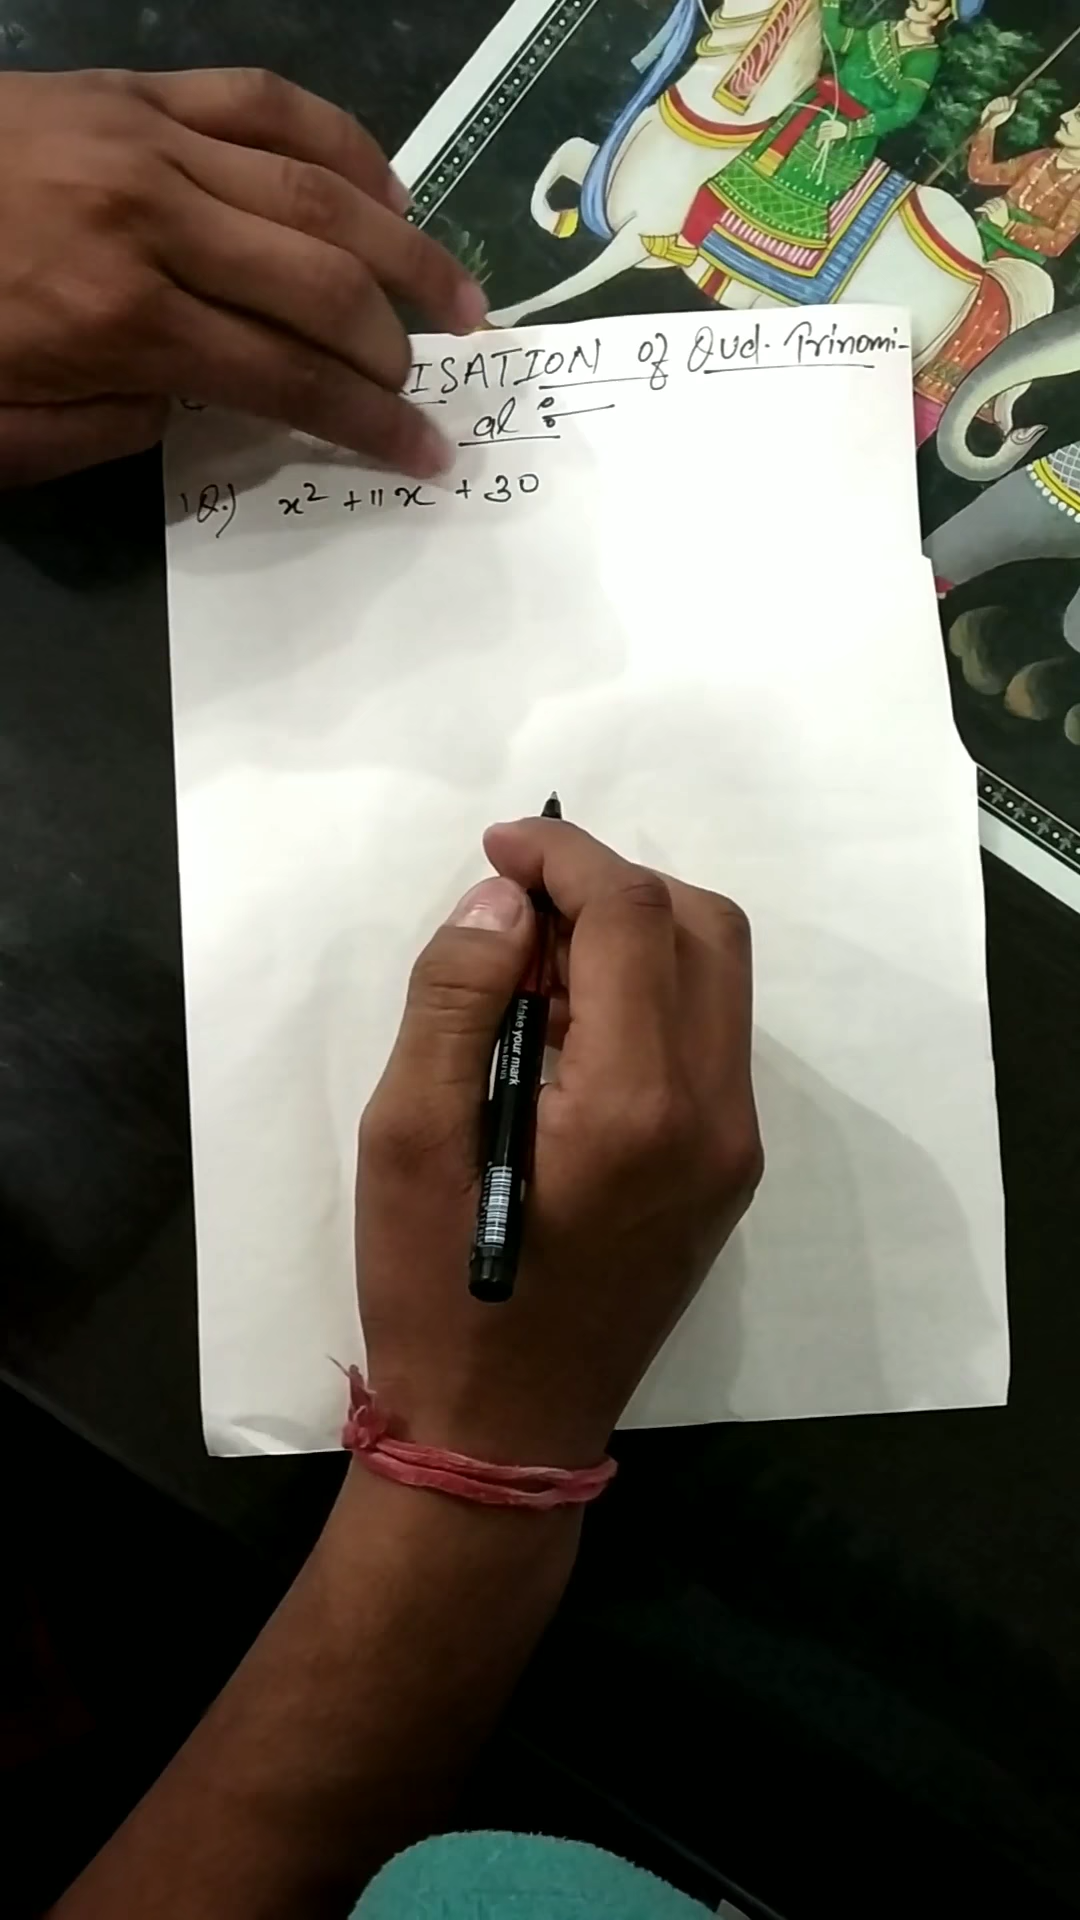 ISATION of Qud. Trinomi-
al :-
1Q.) x² + 11x + 30
Make your mark